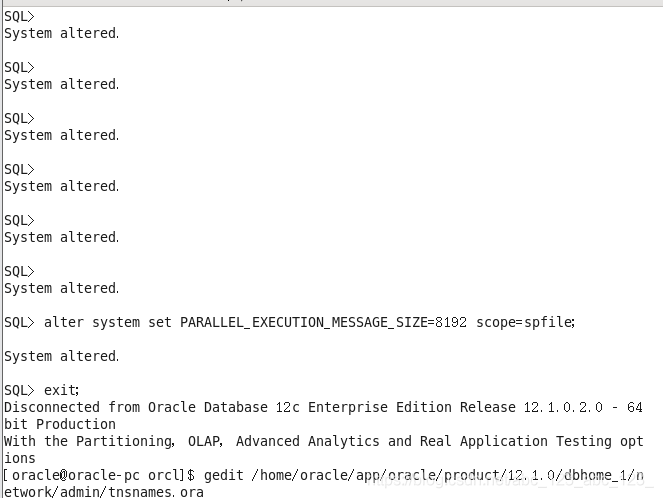 SQL>
System altered.
SQL>
System altered.
SQL>
System altered.
SQL>
System altered.
SQL>
System altered.
SQL>
System altered.
SQL> alter system set PARALLEL_EXECUTION_MESSAGE_SIZE=8192 scope=spfile;
System altered.
SQL> exit;
Disconnected from Oracle Database 12c Enterprise Edition Release 12.1.0.2.0 - 64
bit Production
With the Partitioning, OLAP, Advanced Analytics and Real Application Testing opt
ions
[oracle@oracle-pc orcl]$ gedit /home/oracle/app/oracle/product/12.1.0/dbhome_1/n
etwork/admin/tnsnames.ora